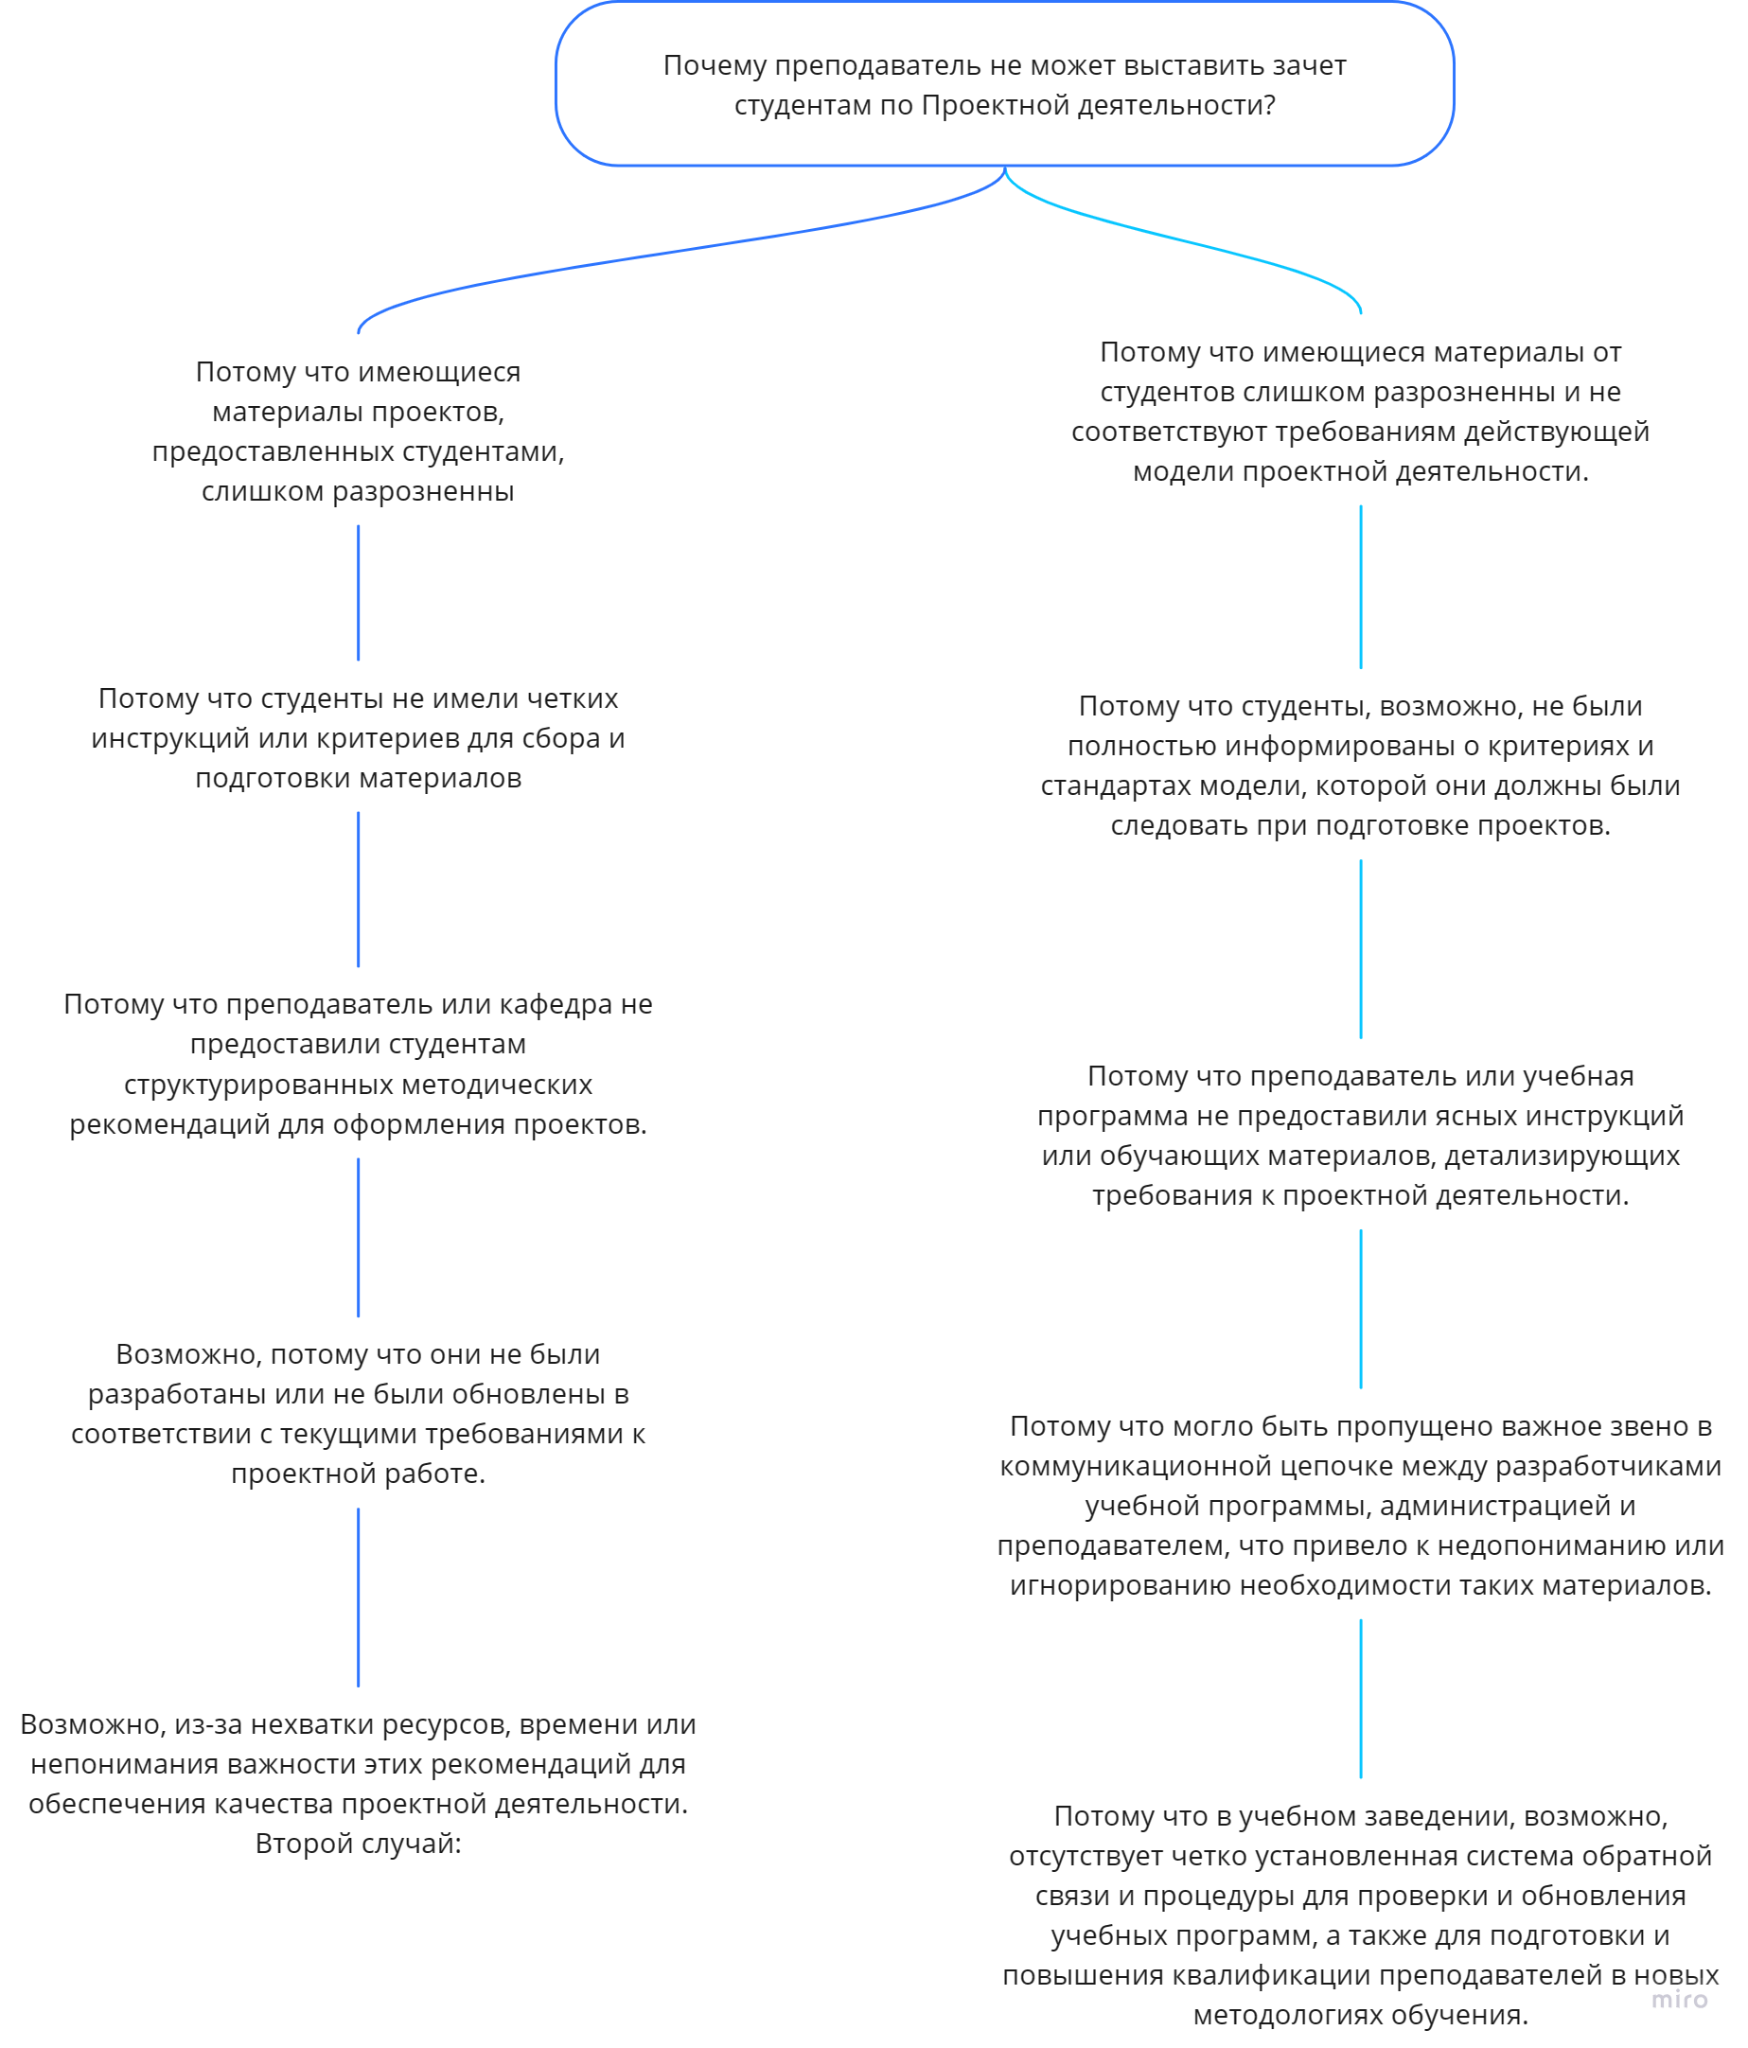 Почему преподаватель не может выставить зачет
студентам по Проектной деятельности?
Потому что имеющиеся
материалы проектов,
предоставленных студентами,
слишком разрозненны
Потому что студенты не имели четких
инструкций или критериев для сбора и
подготовки материалов
Потому что преподаватель или кафедра не
предоставили студентам
структурированных методических
рекомендаций для оформления проектов.
Возможно, потому что они не были
разработаны или не были обновлены в
соответствии с текущими требованиями к
проектной работе.
Возможно, из-за нехватки ресурсов, времени или
непонимания важности этих рекомендаций для
обеспечения качества проектной деятельности.
Второй случай:
Потому что имеющиеся материалы от
студентов слишком разрозненны и не
соответствуют требованиям действующей
модели проектной деятельности.
Потому что студенты, возможно, не были
полностью информированы о критериях и
стандартах модели, которой они должны были
следовать при подготовке проектов.
Потому что преподаватель или учебная
программа не предоставили ясных инструкций
или обучающих материалов, детализирующих
требования к проектной деятельности.
Потому что могло быть пропущено важное звено в
коммуникационной цепочке между разработчиками
учебной программы, администрацией и
преподавателем, что привело к недопониманию или
игнорированию необходимости таких материалов.
Потому что в учебном заведении, возможно,
отсутствует четко установленная система обратной
связи и процедуры для проверки и обновления
учебных программ, а также для подготовки и
повышения квалификации преподавателей в новых
методологиях обучения.
miro